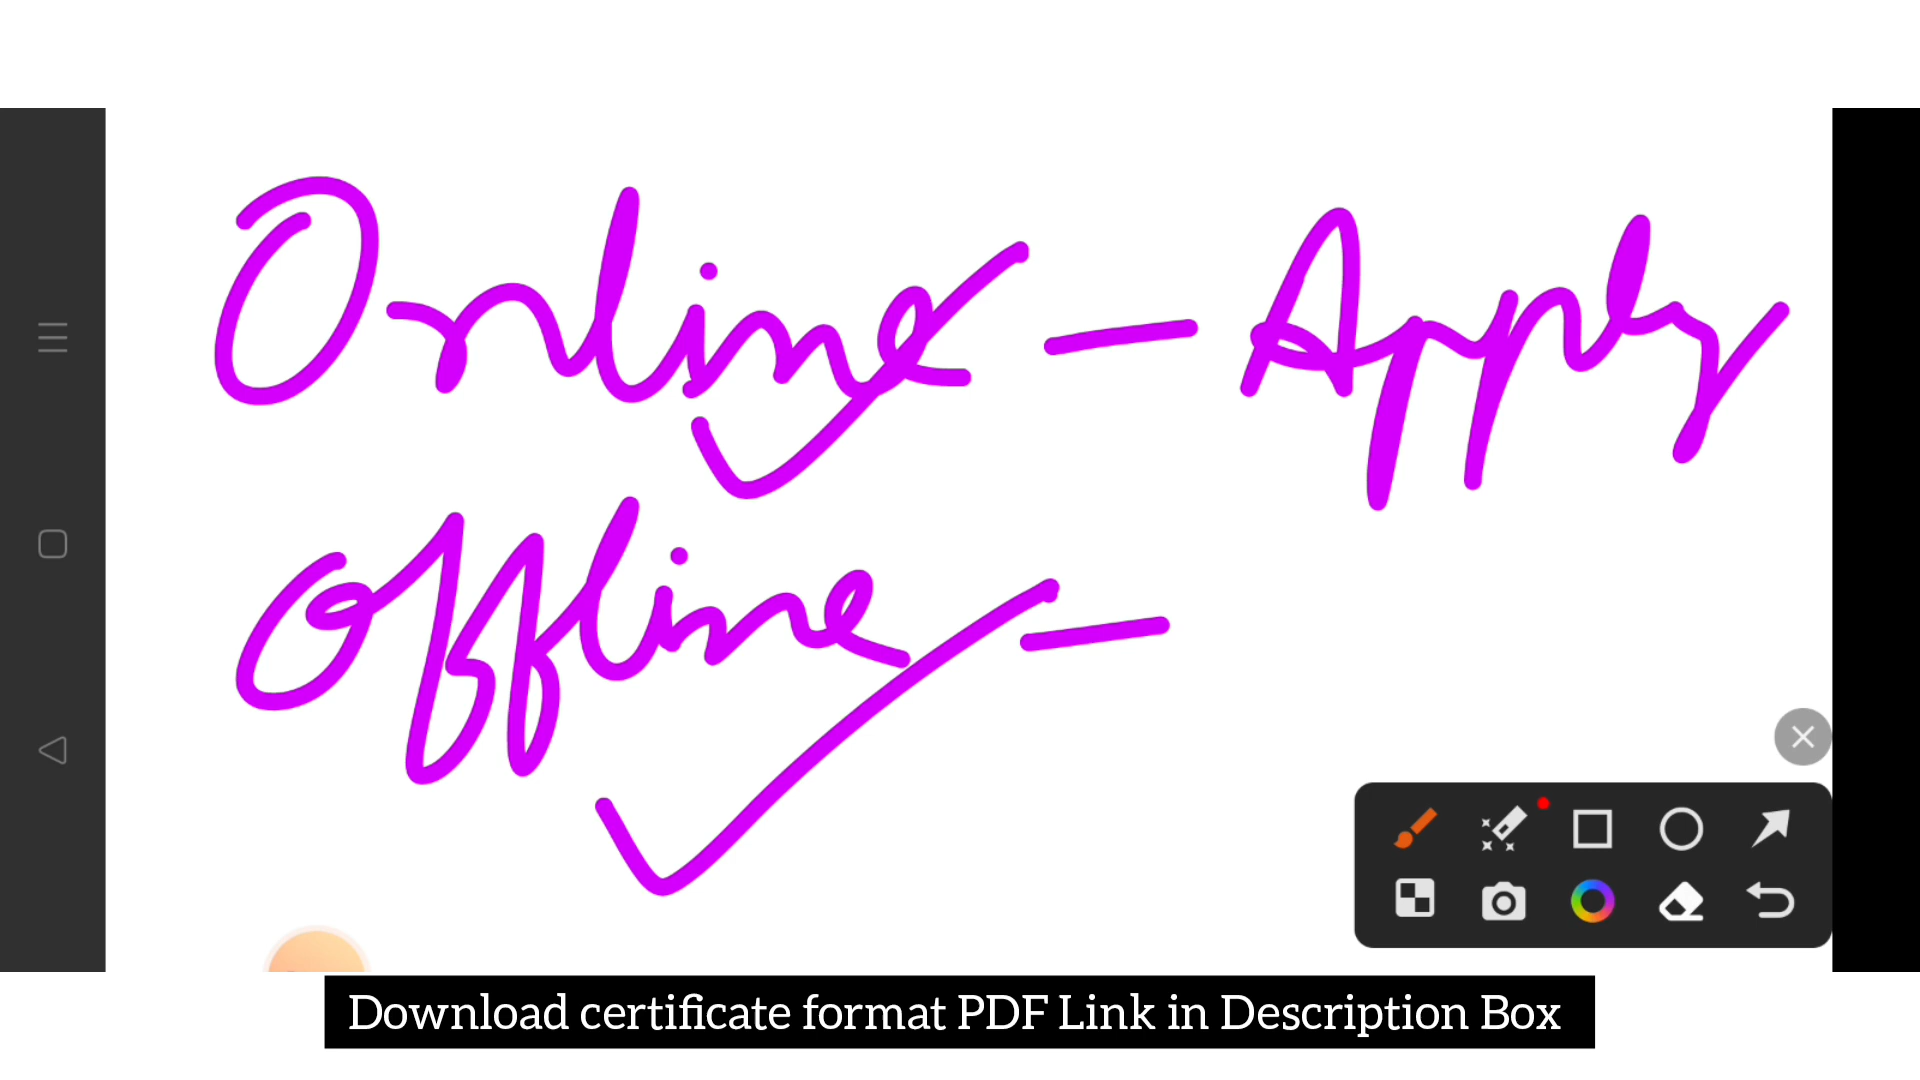 Online – Apply
Offline –
Download certificate format PDF Link in Description Box